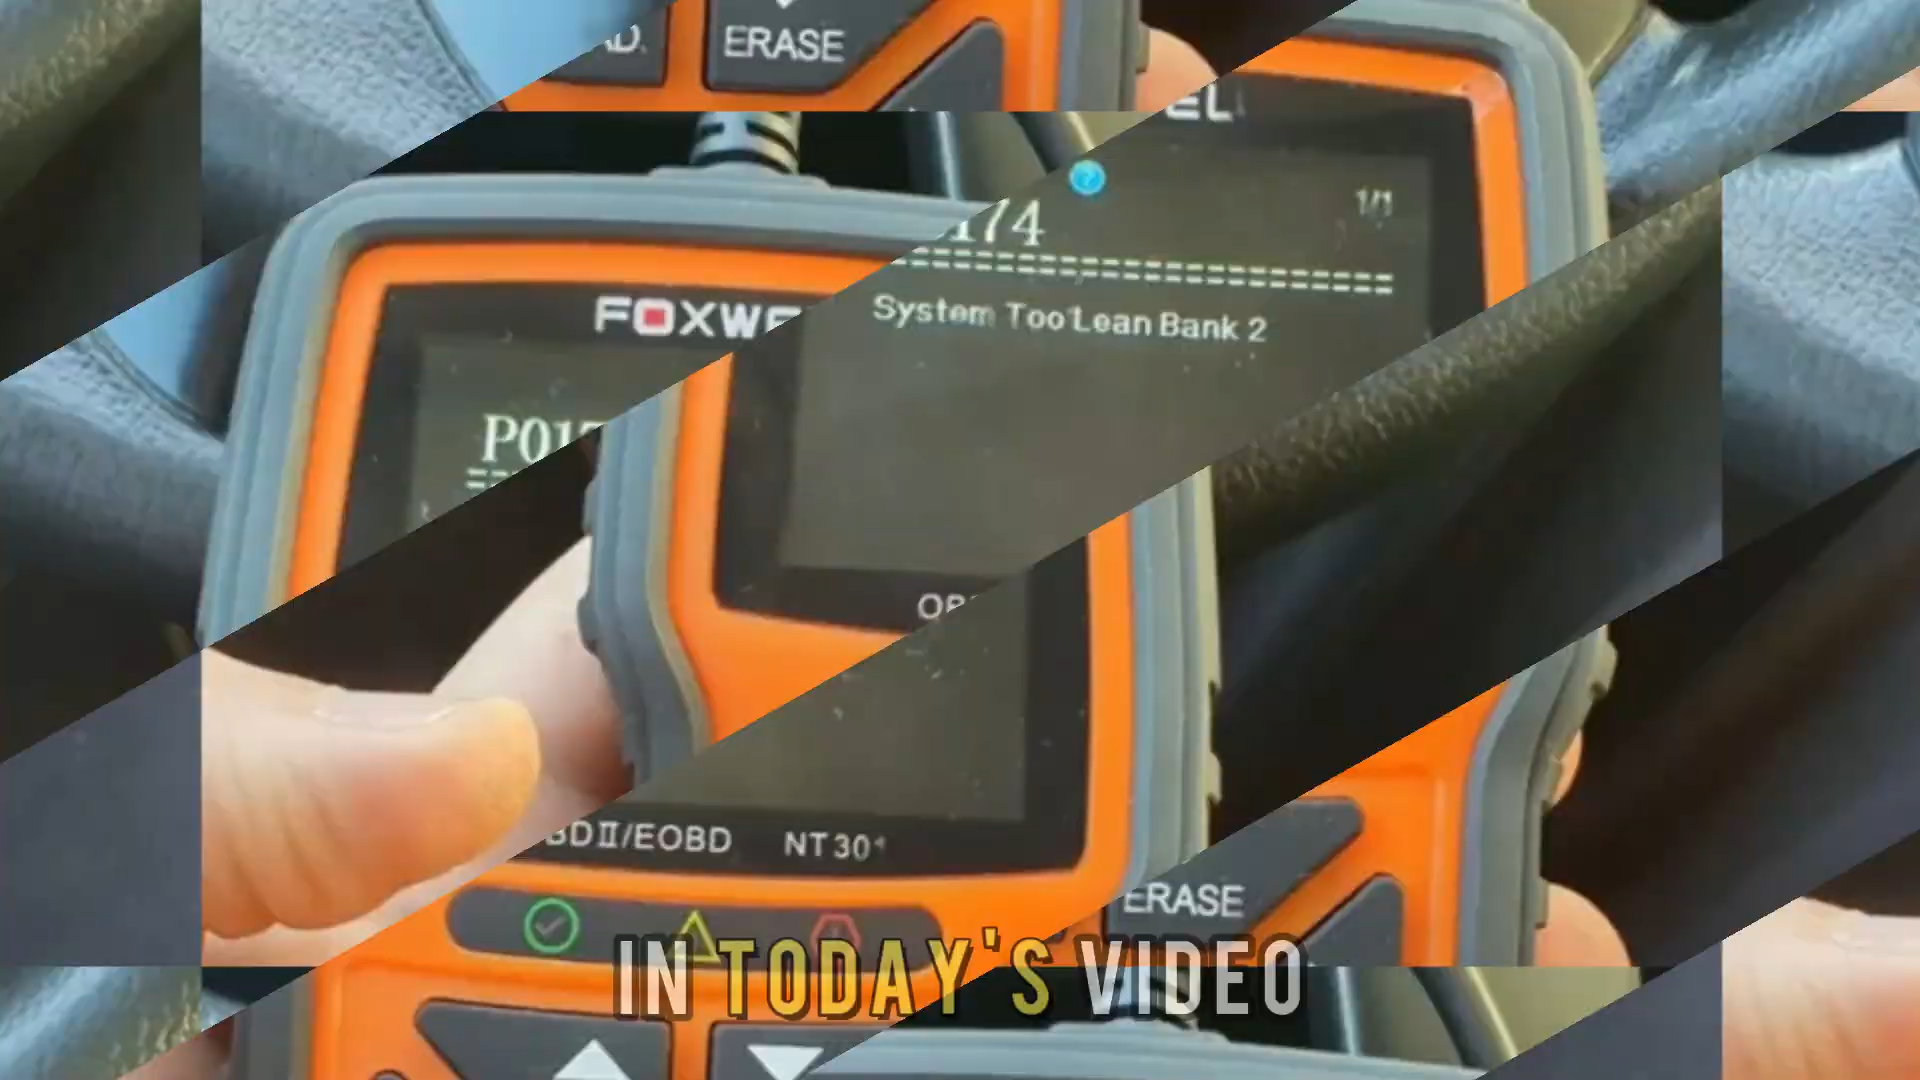 ERASE
1/1
System Too Lean Bank 2
FOXWE
P017
BDII/EOBD NT30
ERASE
IN TODAY'S VIDEO